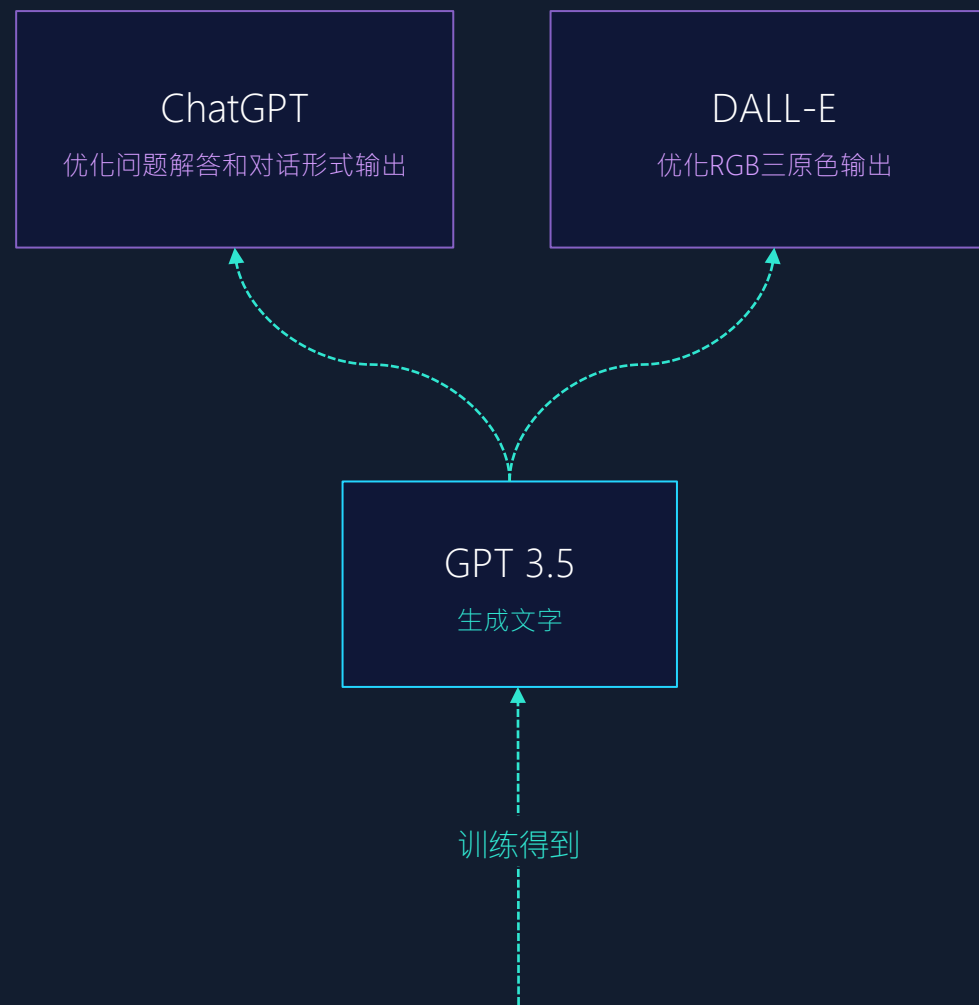 ChatGPT
优化问题解答和对话形式输出
DALL-E
优化RGB三原色输出
GPT 3.5
生成文字
训练得到